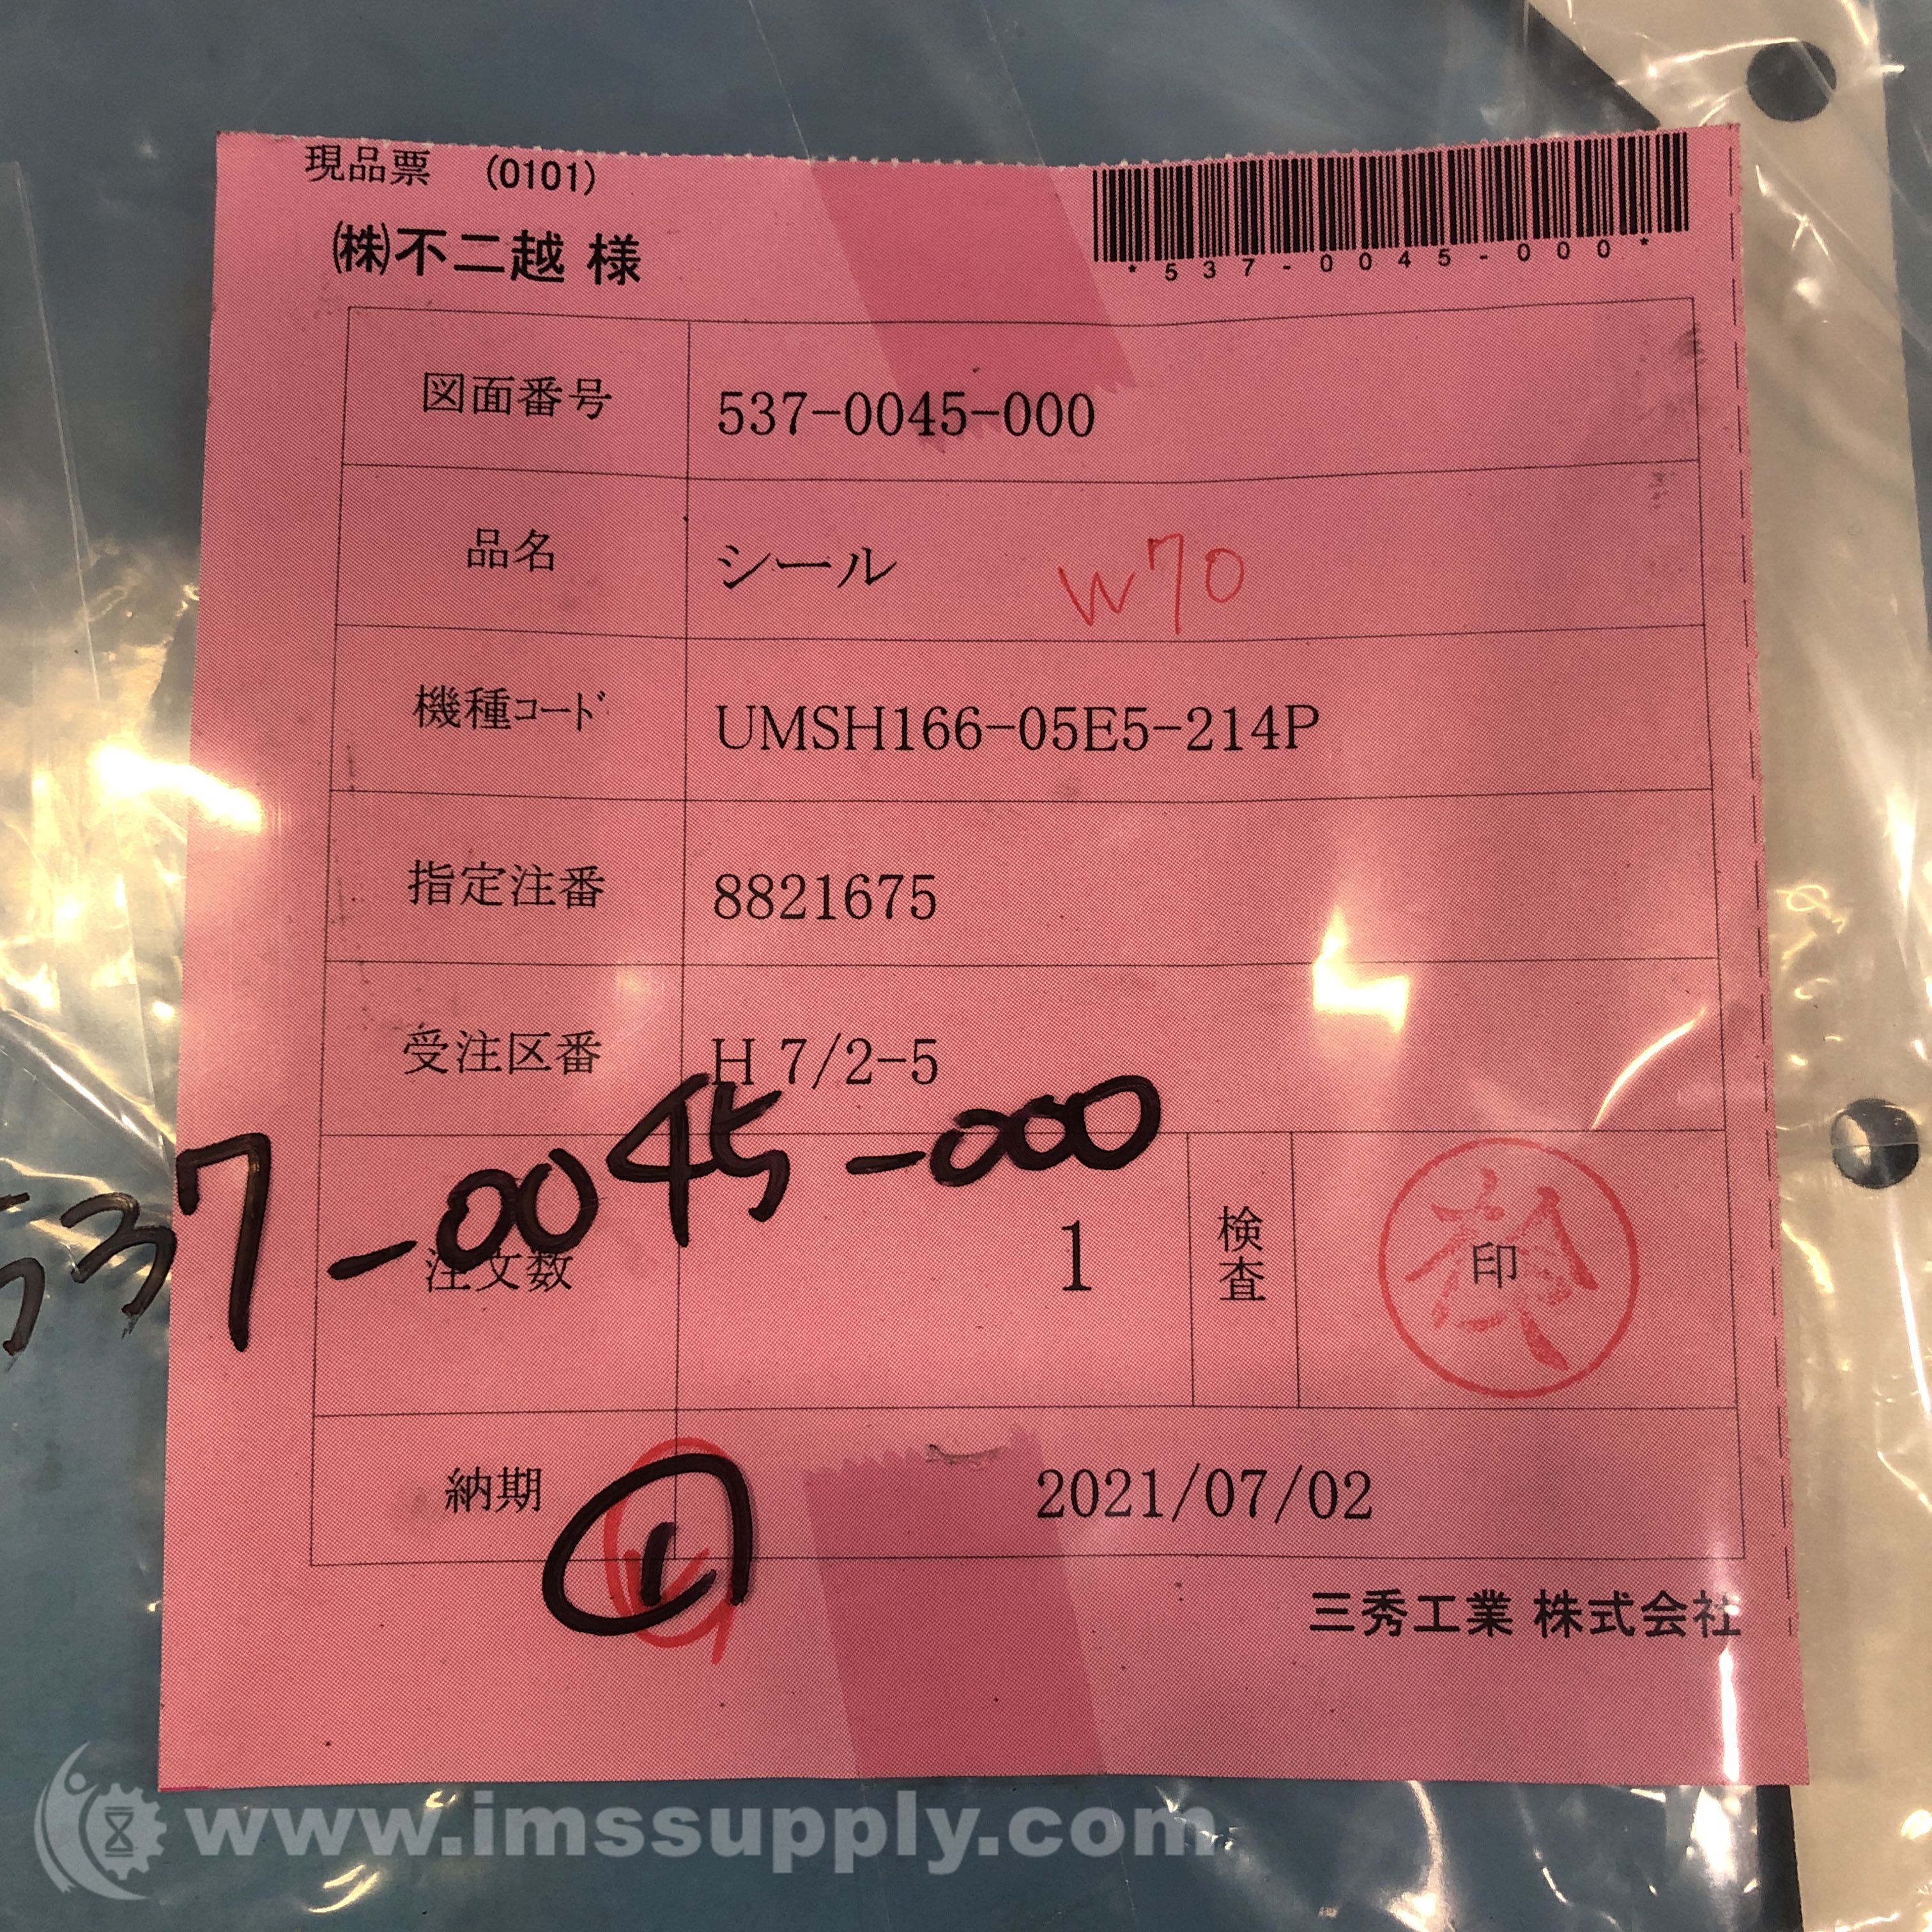 現品票 (0101)
㈱不二越 様
*537-0045-000*
図面番号 537-0045-000
品名 シール W70
機種コード UMSH166-05E5-214P
指定注番 8821675
受注区番 H 7/2-5
537-0045-000
注文数 1 検査 印
納期 2021/07/02
1
三秀工業 株式会社
www.imssupply.com